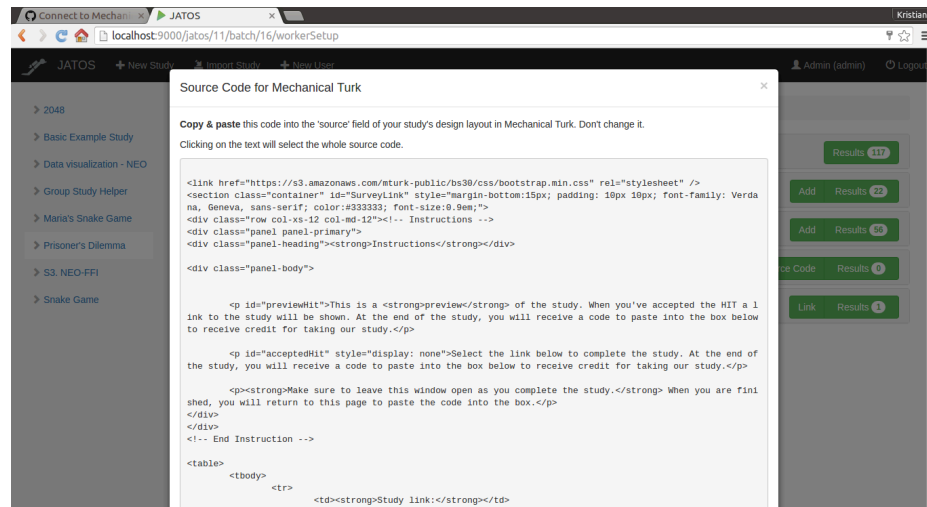 Connect to Mechan
JATOS
Kristian
localhost:9000/jatos/11/batch/16/workerSetup
JATOS
New Study
Import Study
New User
Admin (admin)
Logout
Source Code for Mechanical Turk
×
2048
Basic Example Study
Data visualization - NEO
Group Study Helper
Maria's Snake Game
Prisoner's Dilemma
S3. NEO-FFI
Snake Game
Copy & paste this code into the 'source' field of your study's design layout in Mechanical Turk. Don't change it.
Clicking on the text will select the whole source code.
<link href="https://s3.amazonaws.com/mturk-public/bs30/css/bootstrap.min.css" rel="stylesheet" />
<section class="container" id="SurveyLink" style="margin-bottom:15px; padding: 10px 10px; font-family: Verda
na, Geneva, sans-serif; color:#333333; font-size:0.9em;">
<div class="row col-xs-12 col-md-12"><!-- Instructions -->
<div class="panel panel-primary">
<div class="panel-heading"><strong>Instructions</strong></div>
<div class="panel-body">
<p id="previewHit">This is a <strong>preview</strong> of the study. When you've accepted the HIT a l
ink to the study will be shown. At the end of the study, you will receive a code to paste into the box below
to receive credit for taking our study.</p>
<p id="acceptedHit" style="display: none">Select the link below to complete the study. At the end of
the study, you will receive a code to paste into the box below to receive credit for taking our study.</p>
<p><strong>Make sure to leave this window open as you complete the study.</strong> When you are fini
shed, you will return to this page to paste the code into the box.</p>
</div>
</div>
<!-- End Instruction -->
<table>
<tbody>
<tr>
<td><strong>Study link:</strong></td>
Results 117
Add Results 22
Add Results 56
rce Code Results 0
Link Results 1